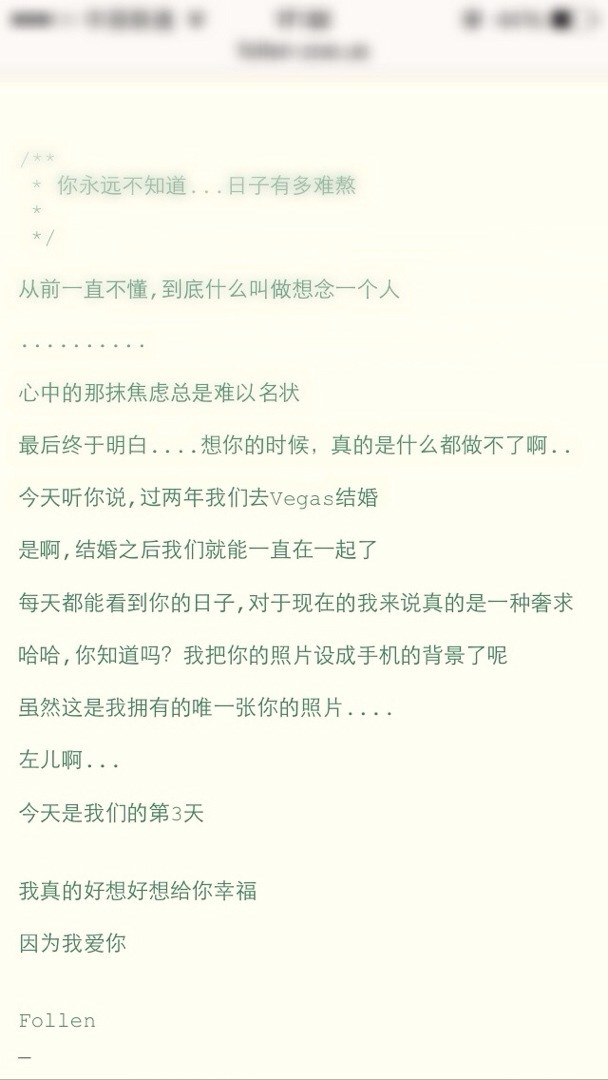 /**
* 你永远不知道...日子有多难熬
*
*/
从前一直不懂,到底什么叫做想念一个人
..........
心中的那抹焦虑总是难以名状
最后终于明白....想你的时候，真的是什么都做不了啊..
今天听你说,过两年我们去Vegas结婚
是啊,结婚之后我们就能一直在一起了
每天都能看到你的日子,对于现在的我来说真的是一种奢求
哈哈,你知道吗？我把你的照片设成手机的背景了呢
虽然这是我拥有的唯一张你的照片....
左儿啊...
今天是我们的第3天
我真的好想好想给你幸福
因为我爱你
Follen
_